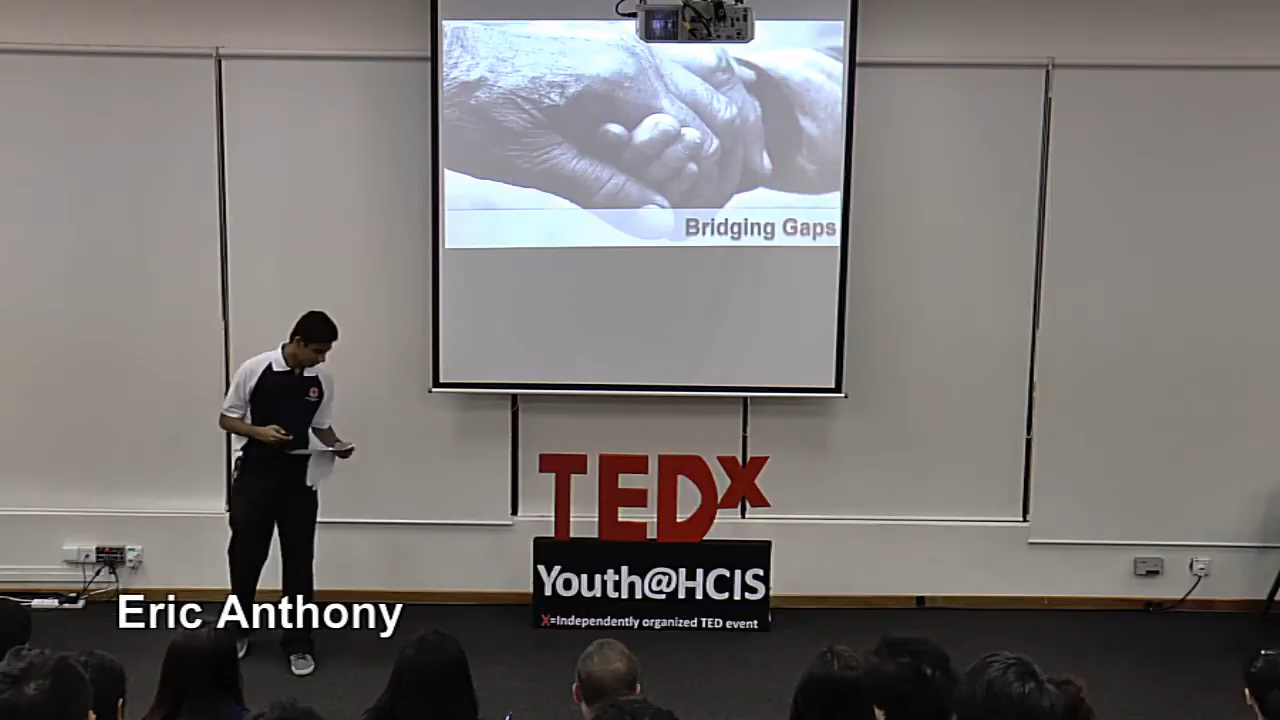 Bridging Gaps
TEDx
Youth@HCIS
X=Independently organized TED event
Eric Anthony